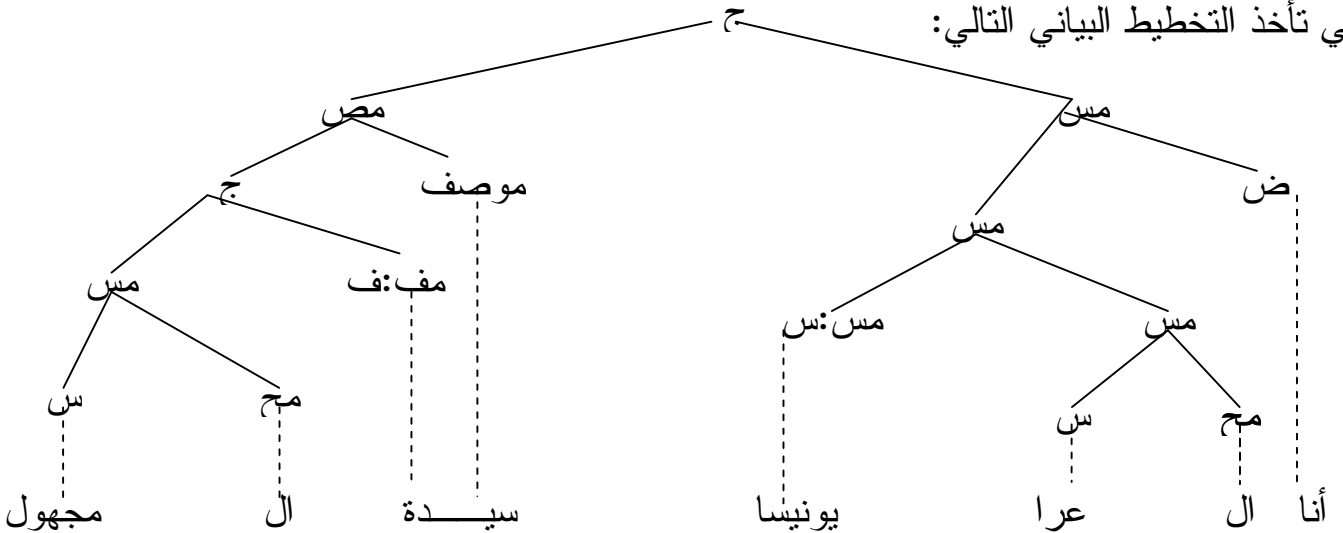 ي تأخذ التخطيط البياني التالي:
ج
مس مص
ض موصف ج
مس
مف:ف مس
مس مس:س
مح س
مح س
أنا ال عرا يونيسا سيـــــدة ال مجهول